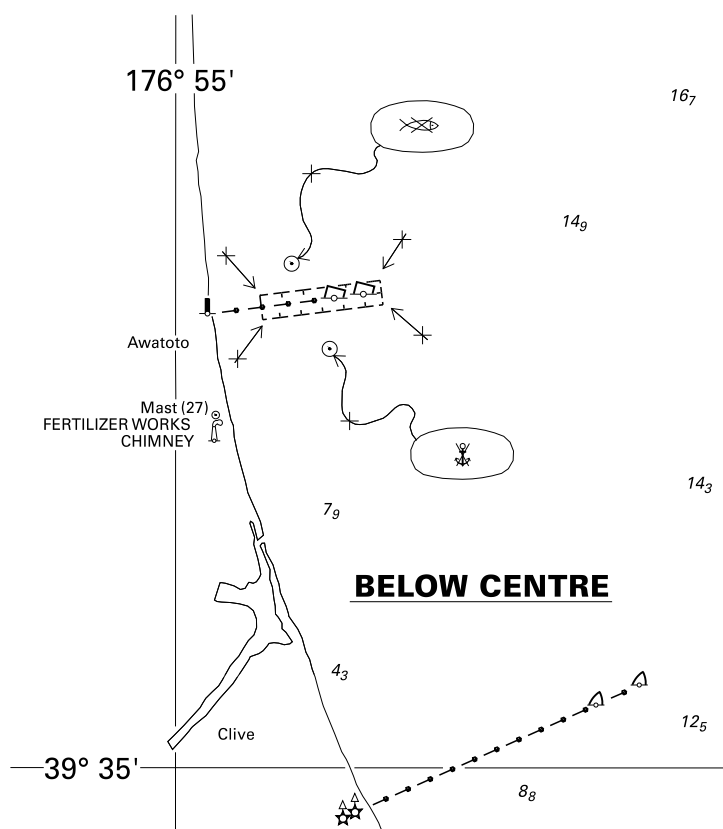 176° 55'
16₇
14₉
Awatoto
Mast (27)
FERTILIZER WORKS
CHIMNEY
14₃
7₉
BELOW CENTRE
4₃
12₅
Clive
39° 35'
8₈